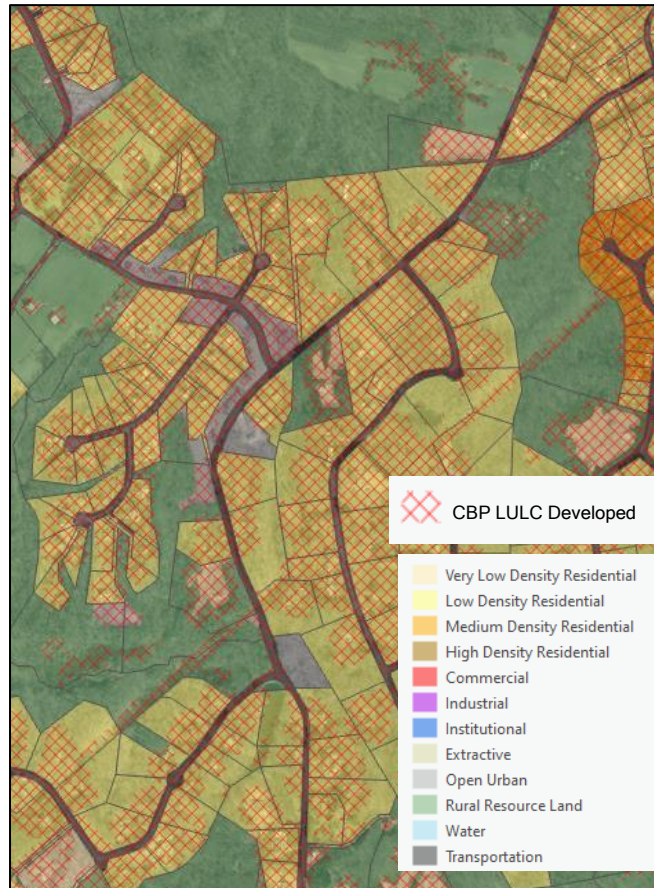 CBP LULC Developed
Very Low Density Residential
Low Density Residential
Medium Density Residential
High Density Residential
Commercial
Industrial
Institutional
Extractive
Open Urban
Rural Resource Land
Water
Transportation